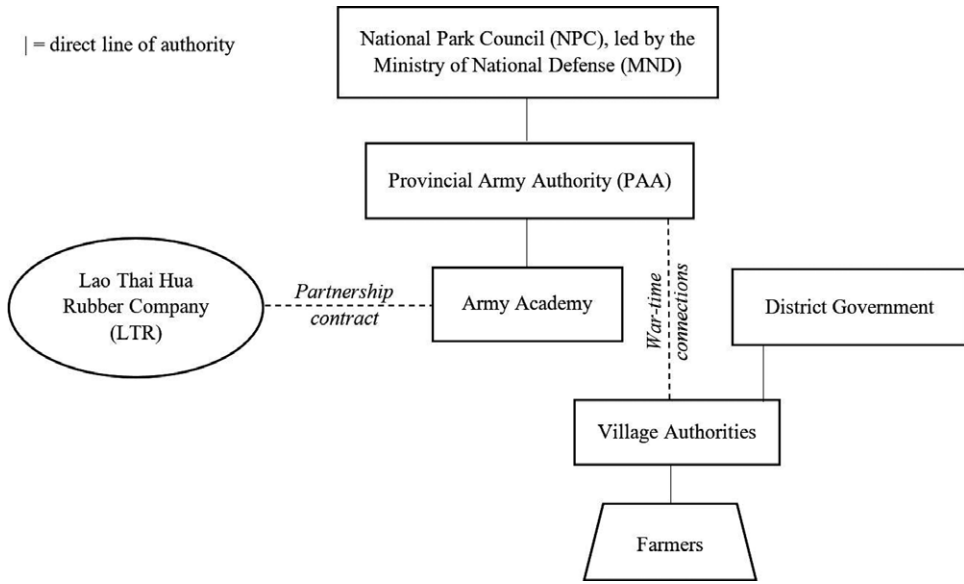 | = direct line of authority
National Park Council (NPC), led by the
Ministry of National Defense (MND)
Provincial Army Authority (PAA)
Lao Thai Hua
Rubber Company
(LTR)
Partnership
contract
Army Academy
War-time
connections
District Government
Village Authorities
Farmers